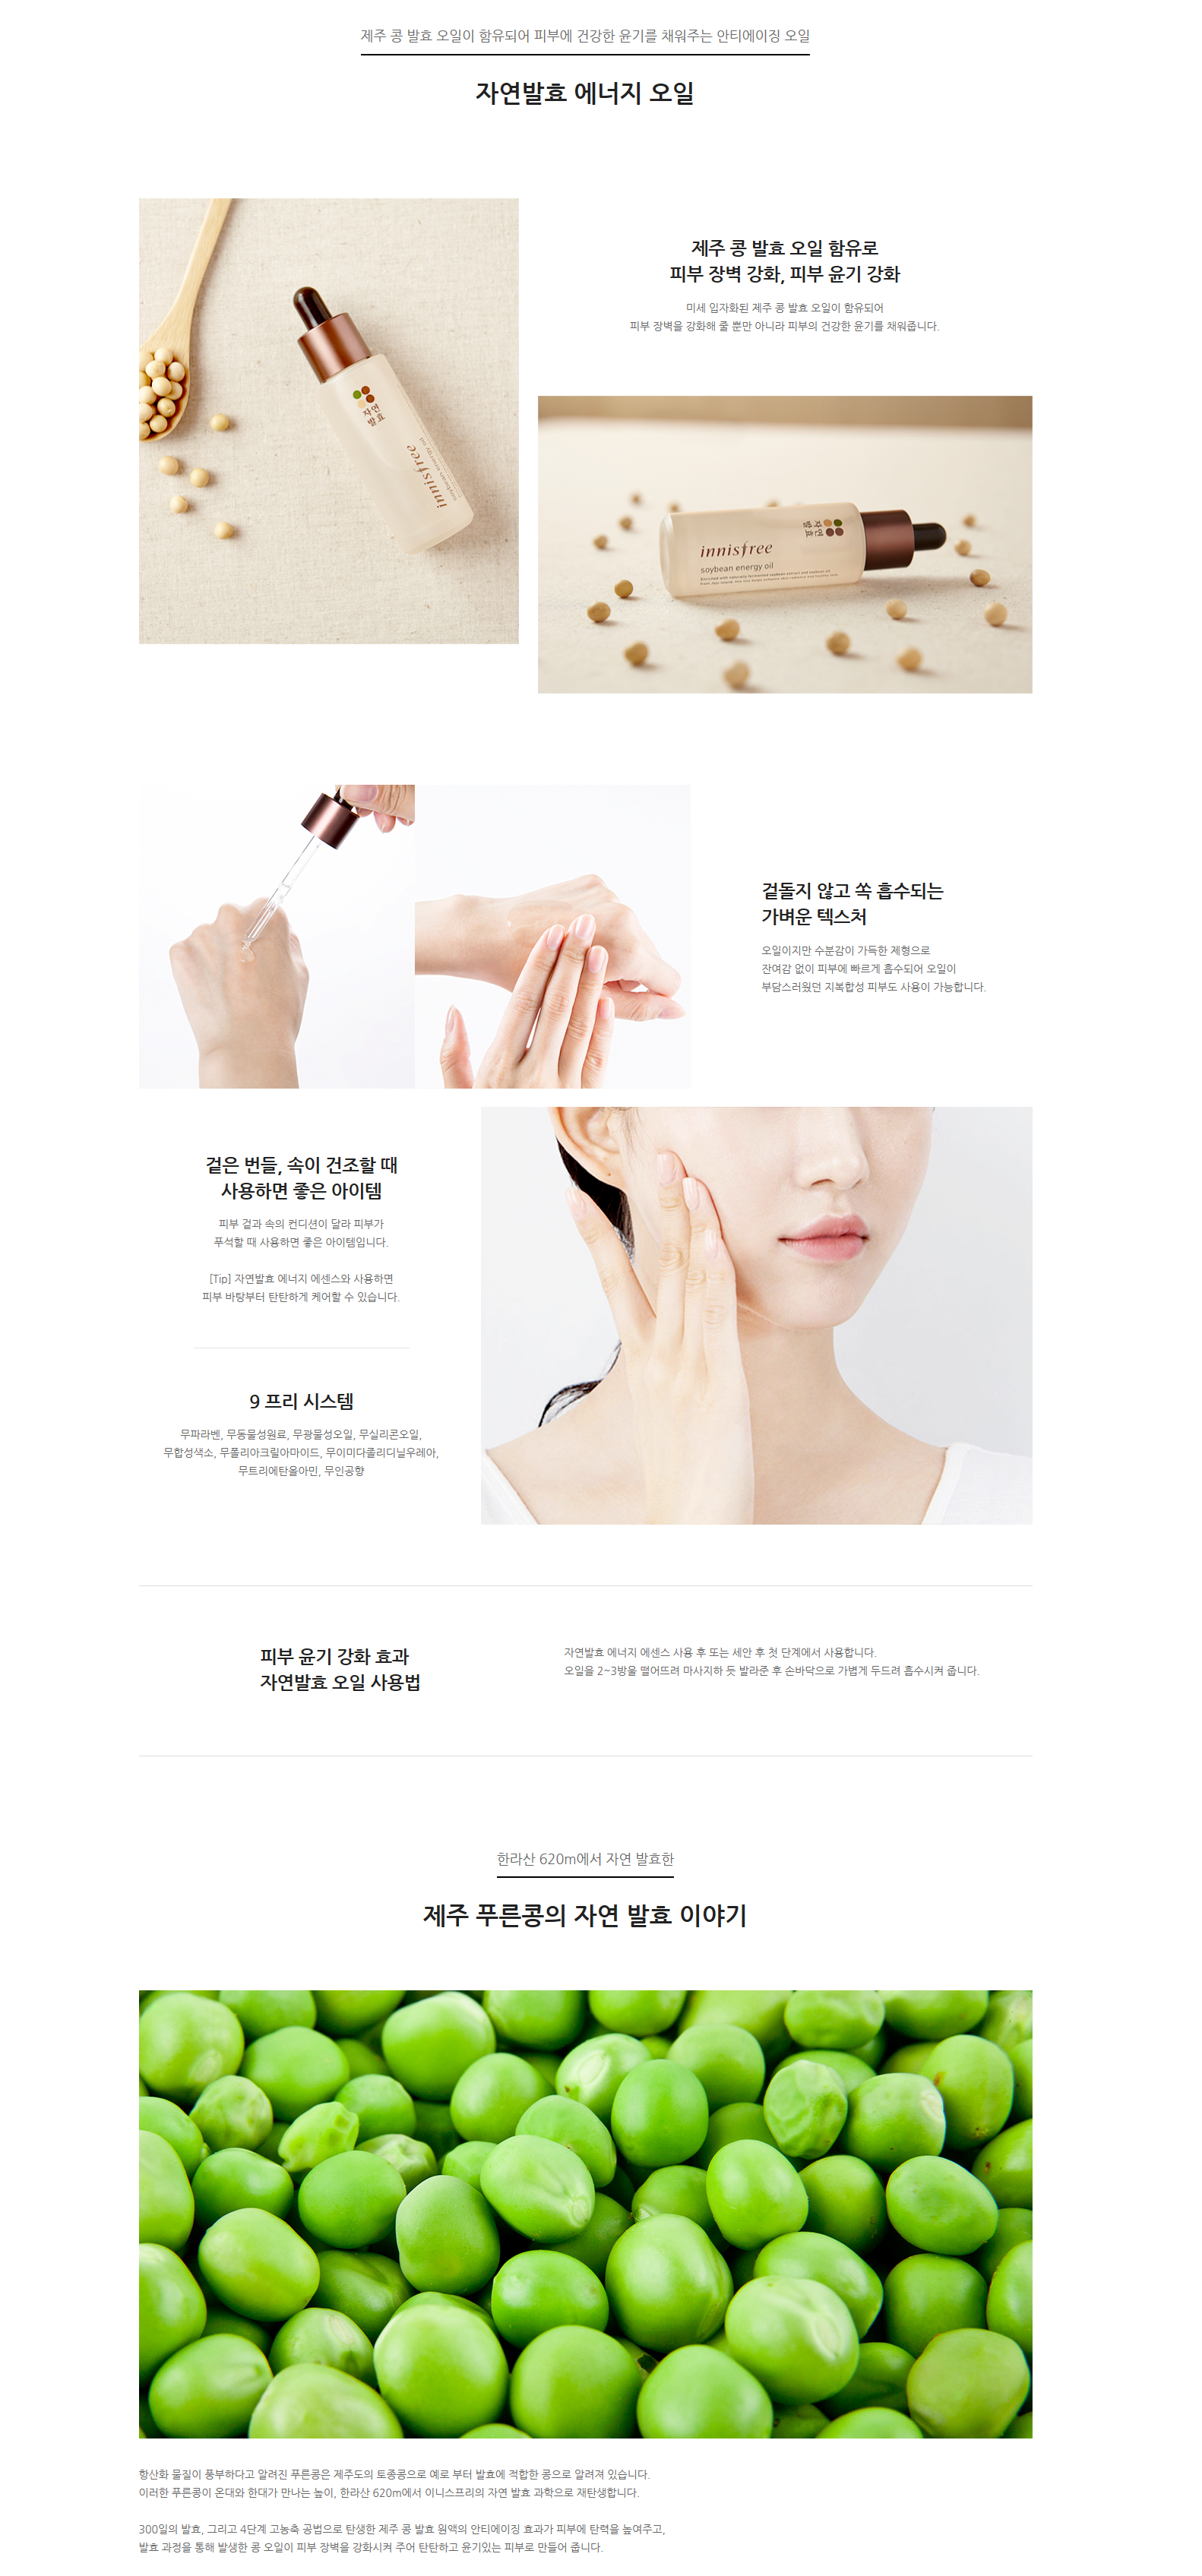 제주 콩 발효 오일이 함유되어 피부에 건강한 윤기를 채워주는 안티에이징 오일
자연발효 에너지 오일
자연
발효
innisfree
soybean energy oil
제주 콩 발효 오일 함유로
피부 장벽 강화, 피부 윤기 강화
미세 입자화된 제주 콩 발효 오일이 함유되어
피부 장벽을 강화해 줄 뿐만 아니라 피부의 건강한 윤기를 채워줍니다.
자연
발효
innisfree
soybean energy oil
겉돌지 않고 쏙 흡수되는
가벼운 텍스처
오일이지만 수분감이 가득한 제형으로
잔여감 없이 피부에 빠르게 흡수되어 오일이
부담스러웠던 지복합성 피부도 사용이 가능합니다.
겉은 번들, 속이 건조할 때
사용하면 좋은 아이템
피부 겉과 속의 컨디션이 달라 피부가
푸석할 때 사용하면 좋은 아이템입니다.
[Tip] 자연발효 에너지 에센스와 사용하면
피부 바탕부터 탄탄하게 케어할 수 있습니다.
9 프리 시스템
무파라벤, 무동물성원료, 무광물성오일, 무실리콘오일,
무합성색소, 무폴리아크릴아마이드, 무이미다졸리디닐우레아,
무트리에탄올아민, 무인공향
피부 윤기 강화 효과
자연발효 오일 사용법
자연발효 에너지 에센스 사용 후 또는 세안 후 첫 단계에서 사용합니다.
오일을 2~3방울 떨어뜨려 마사지하 듯 발라준 후 손바닥으로 가볍게 두드려 흡수시켜 줍니다.
한라산 620m에서 자연 발효한
제주 푸른콩의 자연 발효 이야기
항산화 물질이 풍부하다고 알려진 푸른콩은 제주도의 토종콩으로 예로 부터 발효에 적합한 콩으로 알려져 있습니다.
이러한 푸른콩이 온대와 한대가 만나는 높이, 한라산 620m에서 이니스프리의 자연 발효 과학으로 재탄생합니다.
300일의 발효, 그리고 4단계 고농축 공법으로 탄생한 제주 콩 발효 원액의 안티에이징 효과가 피부에 탄력을 높여주고,
발효 과정을 통해 발생한 콩 오일이 피부 장벽을 강화시켜 주어 탄탄하고 윤기있는 피부로 만들어 줍니다.